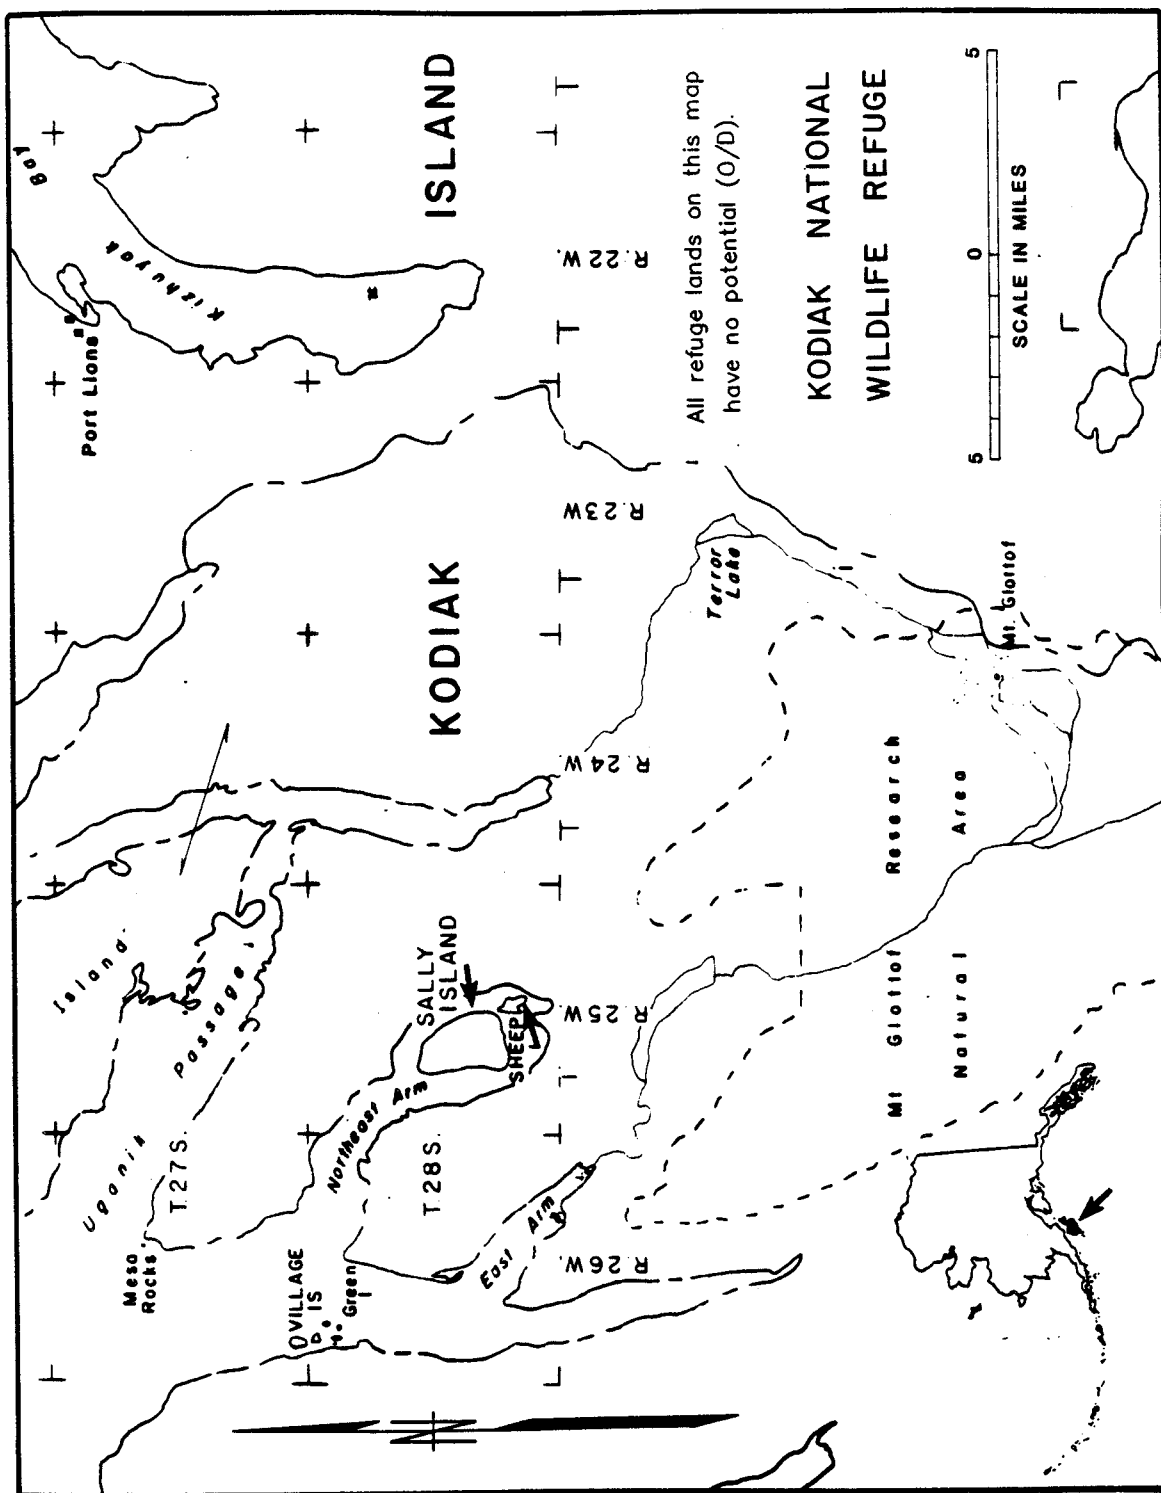 Bay
Kizhuyak
Port Lions
Island
Uganik
Passage
Mesa
Rocks
T.27S.
VILLAGE
IS
Green
I
Northeast Arm
T.28S.
SALLY
ISLAND
SHEEP
East Arm
KODIAK
ISLAND
R.26W.
R.25W.
R.24W.
R.23W.
R.22W.
Terror
Lake
All refuge lands on this map
have no potential (O/D).
KODIAK NATIONAL
WILDLIFE REFUGE
Mt Glottof Research
Natural Area
Mt. Glottof
5 0 5
SCALE IN MILES